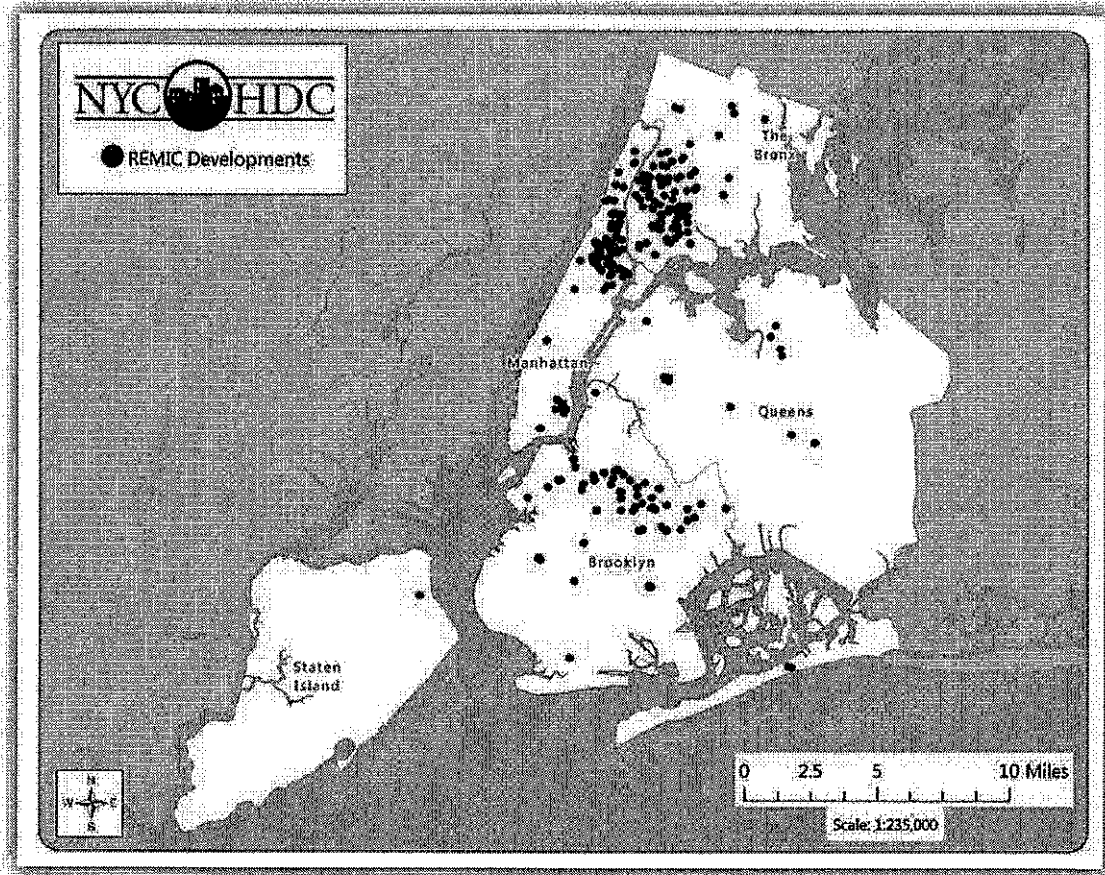 NYC HDC
REMIC Developments
The
Bronx
Manhattan
Queens
Brooklyn
Staten
Island
N
W E
S
0 2.5 5 10 Miles
Scale: 1:235,000